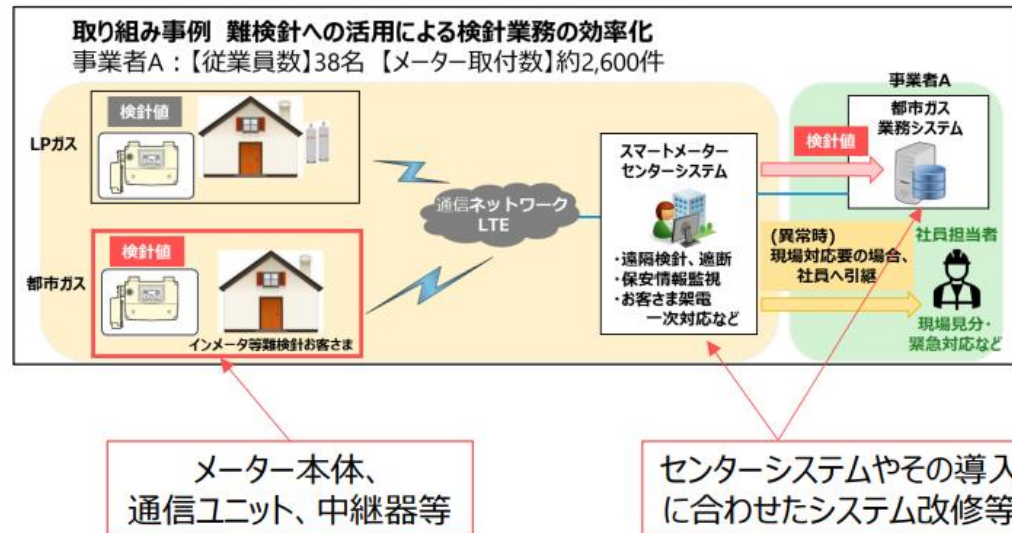 取り組み事例 難検針への活用による検針業務の効率化
事業者A：【従業員数】38名 【メーター取付数】約2,600件
LPガス
検針値
都市ガス
検針値
インメータ等難検針お客さま
通信ネットワーク
LTE
スマートメーター
センターシステム
・遠隔検針、遮断
・保安情報監視
・お客さま架電
一次対応など
検針値
(異常時)
現場対応要の場合、
社員へ引継
事業者A
都市ガス
業務システム
社員担当者
現場見分・
緊急対応など
メーター本体、
通信ユニット、中継器等
センターシステムやその導入
に合わせたシステム改修等